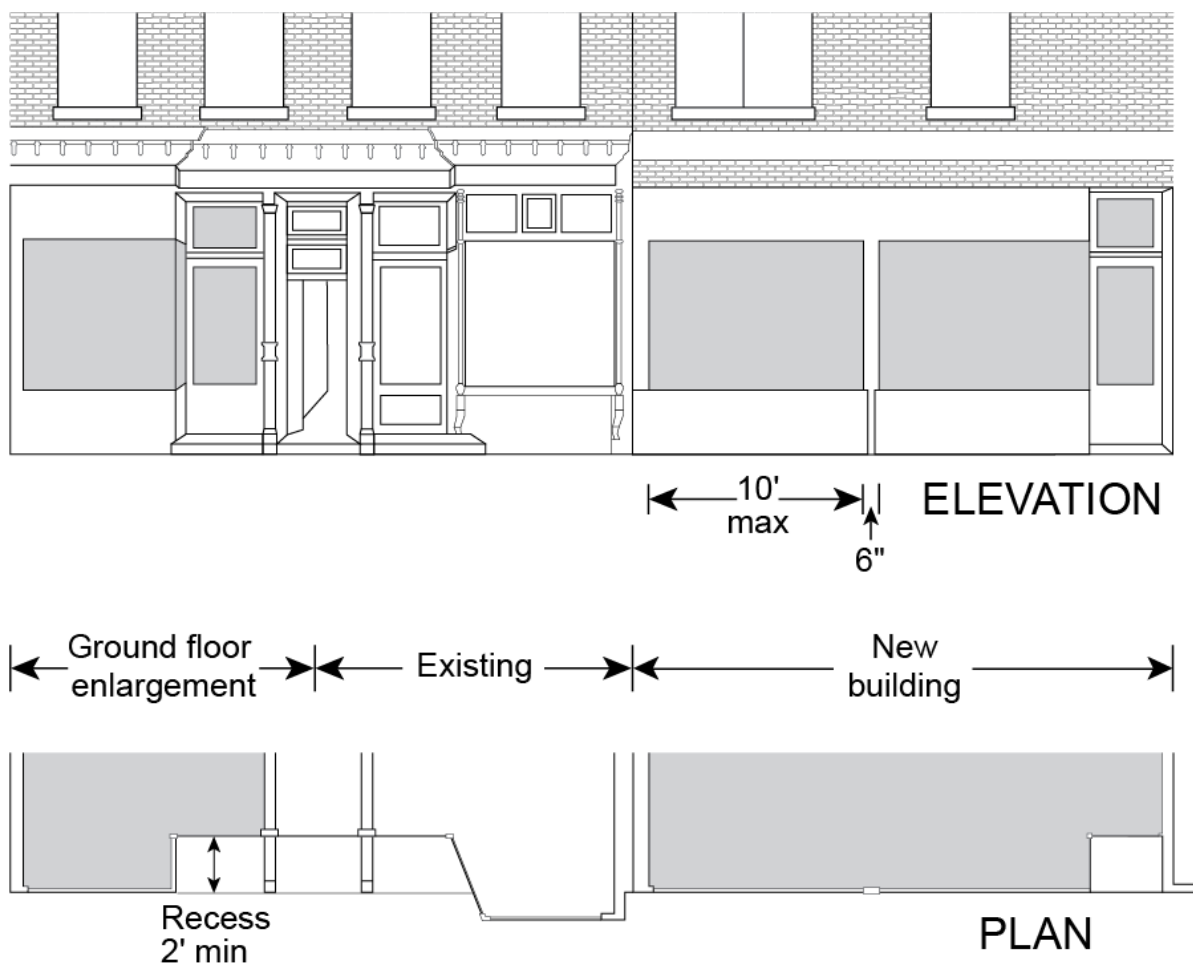 10'
max
ELEVATION
6"
Ground floor
enlargement
Existing
New
building
Recess
2' min
PLAN